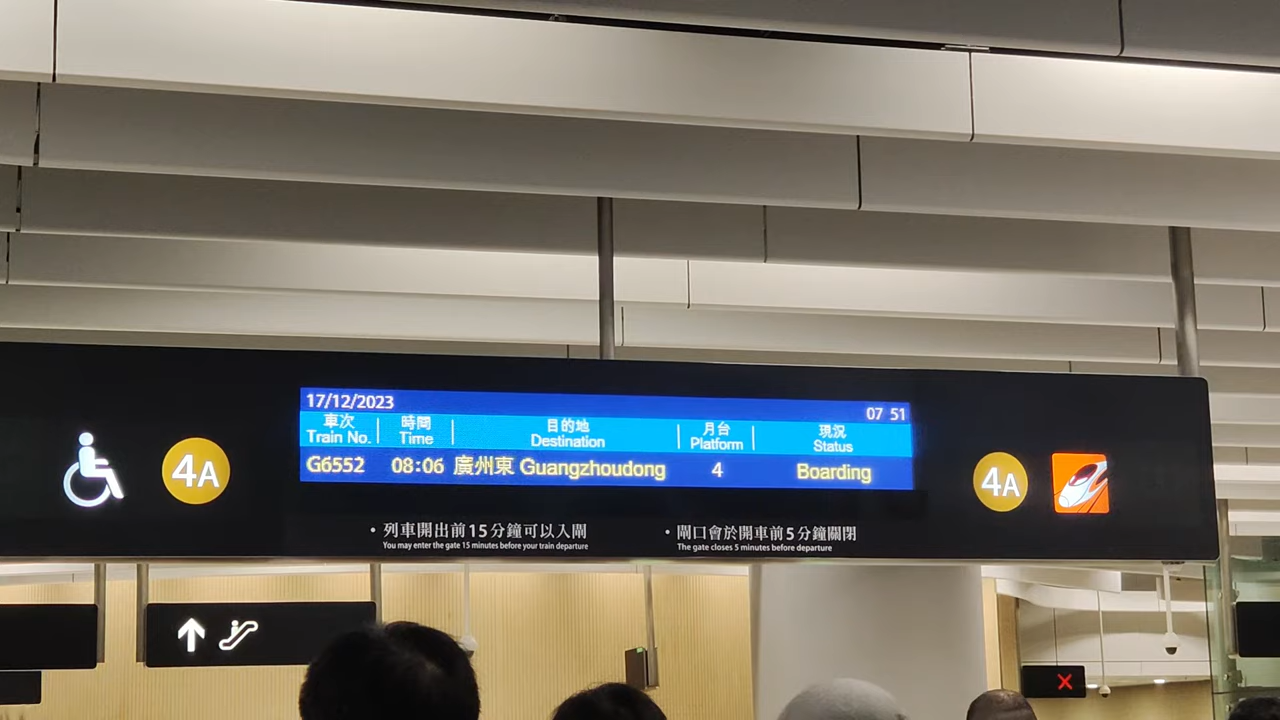 17/12/2023 07 51
車次 時間 目的地 月台 現況
Train No. Time Destination Platform Status
4A G6552 08:06 廣州東 Guangzhoudong 4 Boarding 4A
• 列車開出前15分鐘可以入閘 • 閘口會於開車前5分鐘關閉
You may enter the gate 15 minutes before your train departure The gate closes 5 minutes before departure